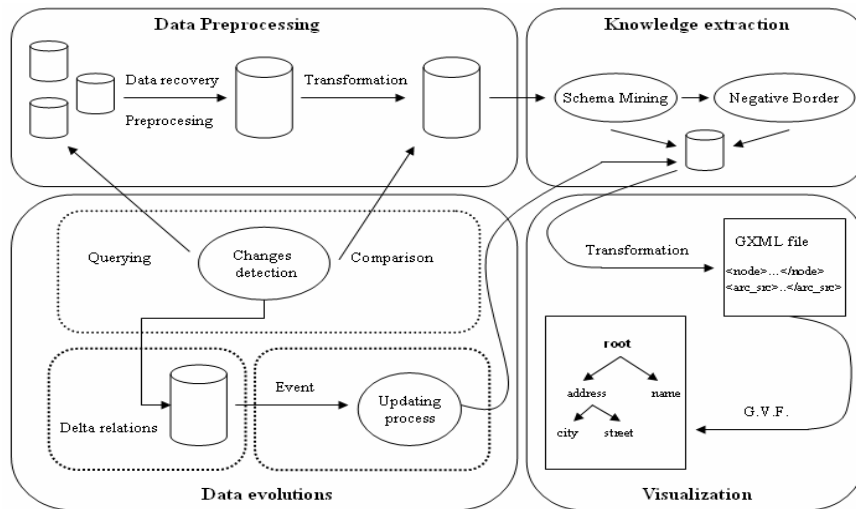 Data Preprocessing
Data recovery
Preprocesing
Transformation
Knowledge extraction
Schema Mining
Negative Border
Querying
Changes
detection
Comparison
Delta relations
Event
Updating
process
Data evolutions
Transformation
GXML file
<node>...</node>
<arc_src>..</arc_src>
root
address
name
city
street
G.V.F.
Visualization